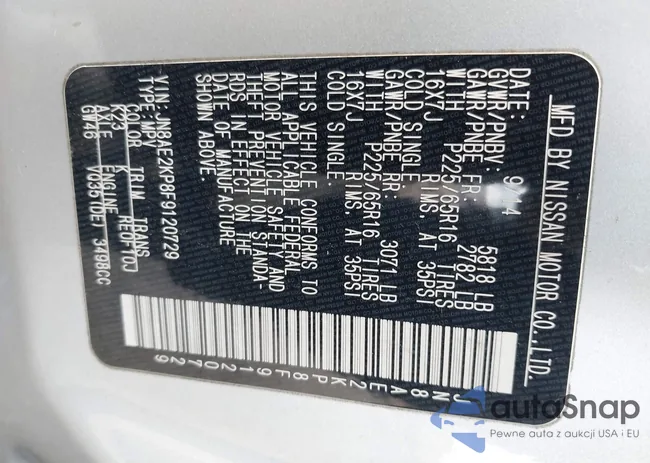 MFD BY NISSAN MOTOR CO.,LTD.
DATE: 9/14
GVWR/PNBV: 5818 LB
GAWR/PNBE FR: 2782 LB
WITH P225/65R16 TIRES
16X7J RIMS, AT 35PSI
COLD SINGLE
GAWR/PNBE RR: 3071 LB
WITH P225/65R16 TIRES
16X7J RIMS, AT 35PSI
COLD SINGLE
THIS VEHICLE CONFORMS TO
ALL APPLICABLE FEDERAL
MOTOR VEHICLE SAFETY AND
THEFT PREVENTION STANDA-
RDS IN EFFECT ON THE
DATE OF MANUFACTURE
SHOWN ABOVE.
VIN: JN8AE2KP8F9120729
TYPE: MPV
COLOR TRIM TRANS
K23 K RE0F10J
AXLE ENGINE
GW46 3498CC
JN8AE2KP8F9120729
autoSnap
Pewne auta z aukcji USA i EU